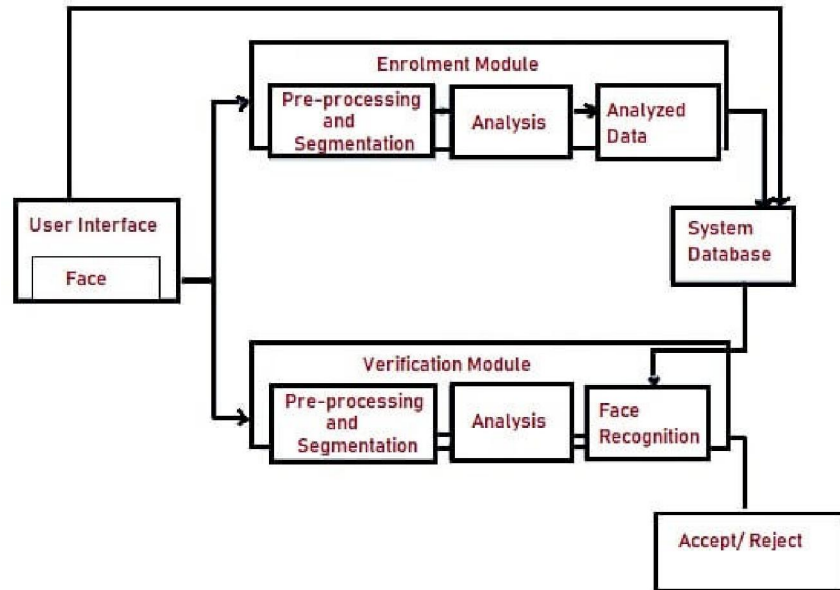 Enrolment Module
Pre-processing
and
Segmentation
Analysis
Analyzed
Data
User Interface
Face
System
Database
Verification Module
Pre-processing
and
Segmentation
Analysis
Face
Recognition
Accept/ Reject